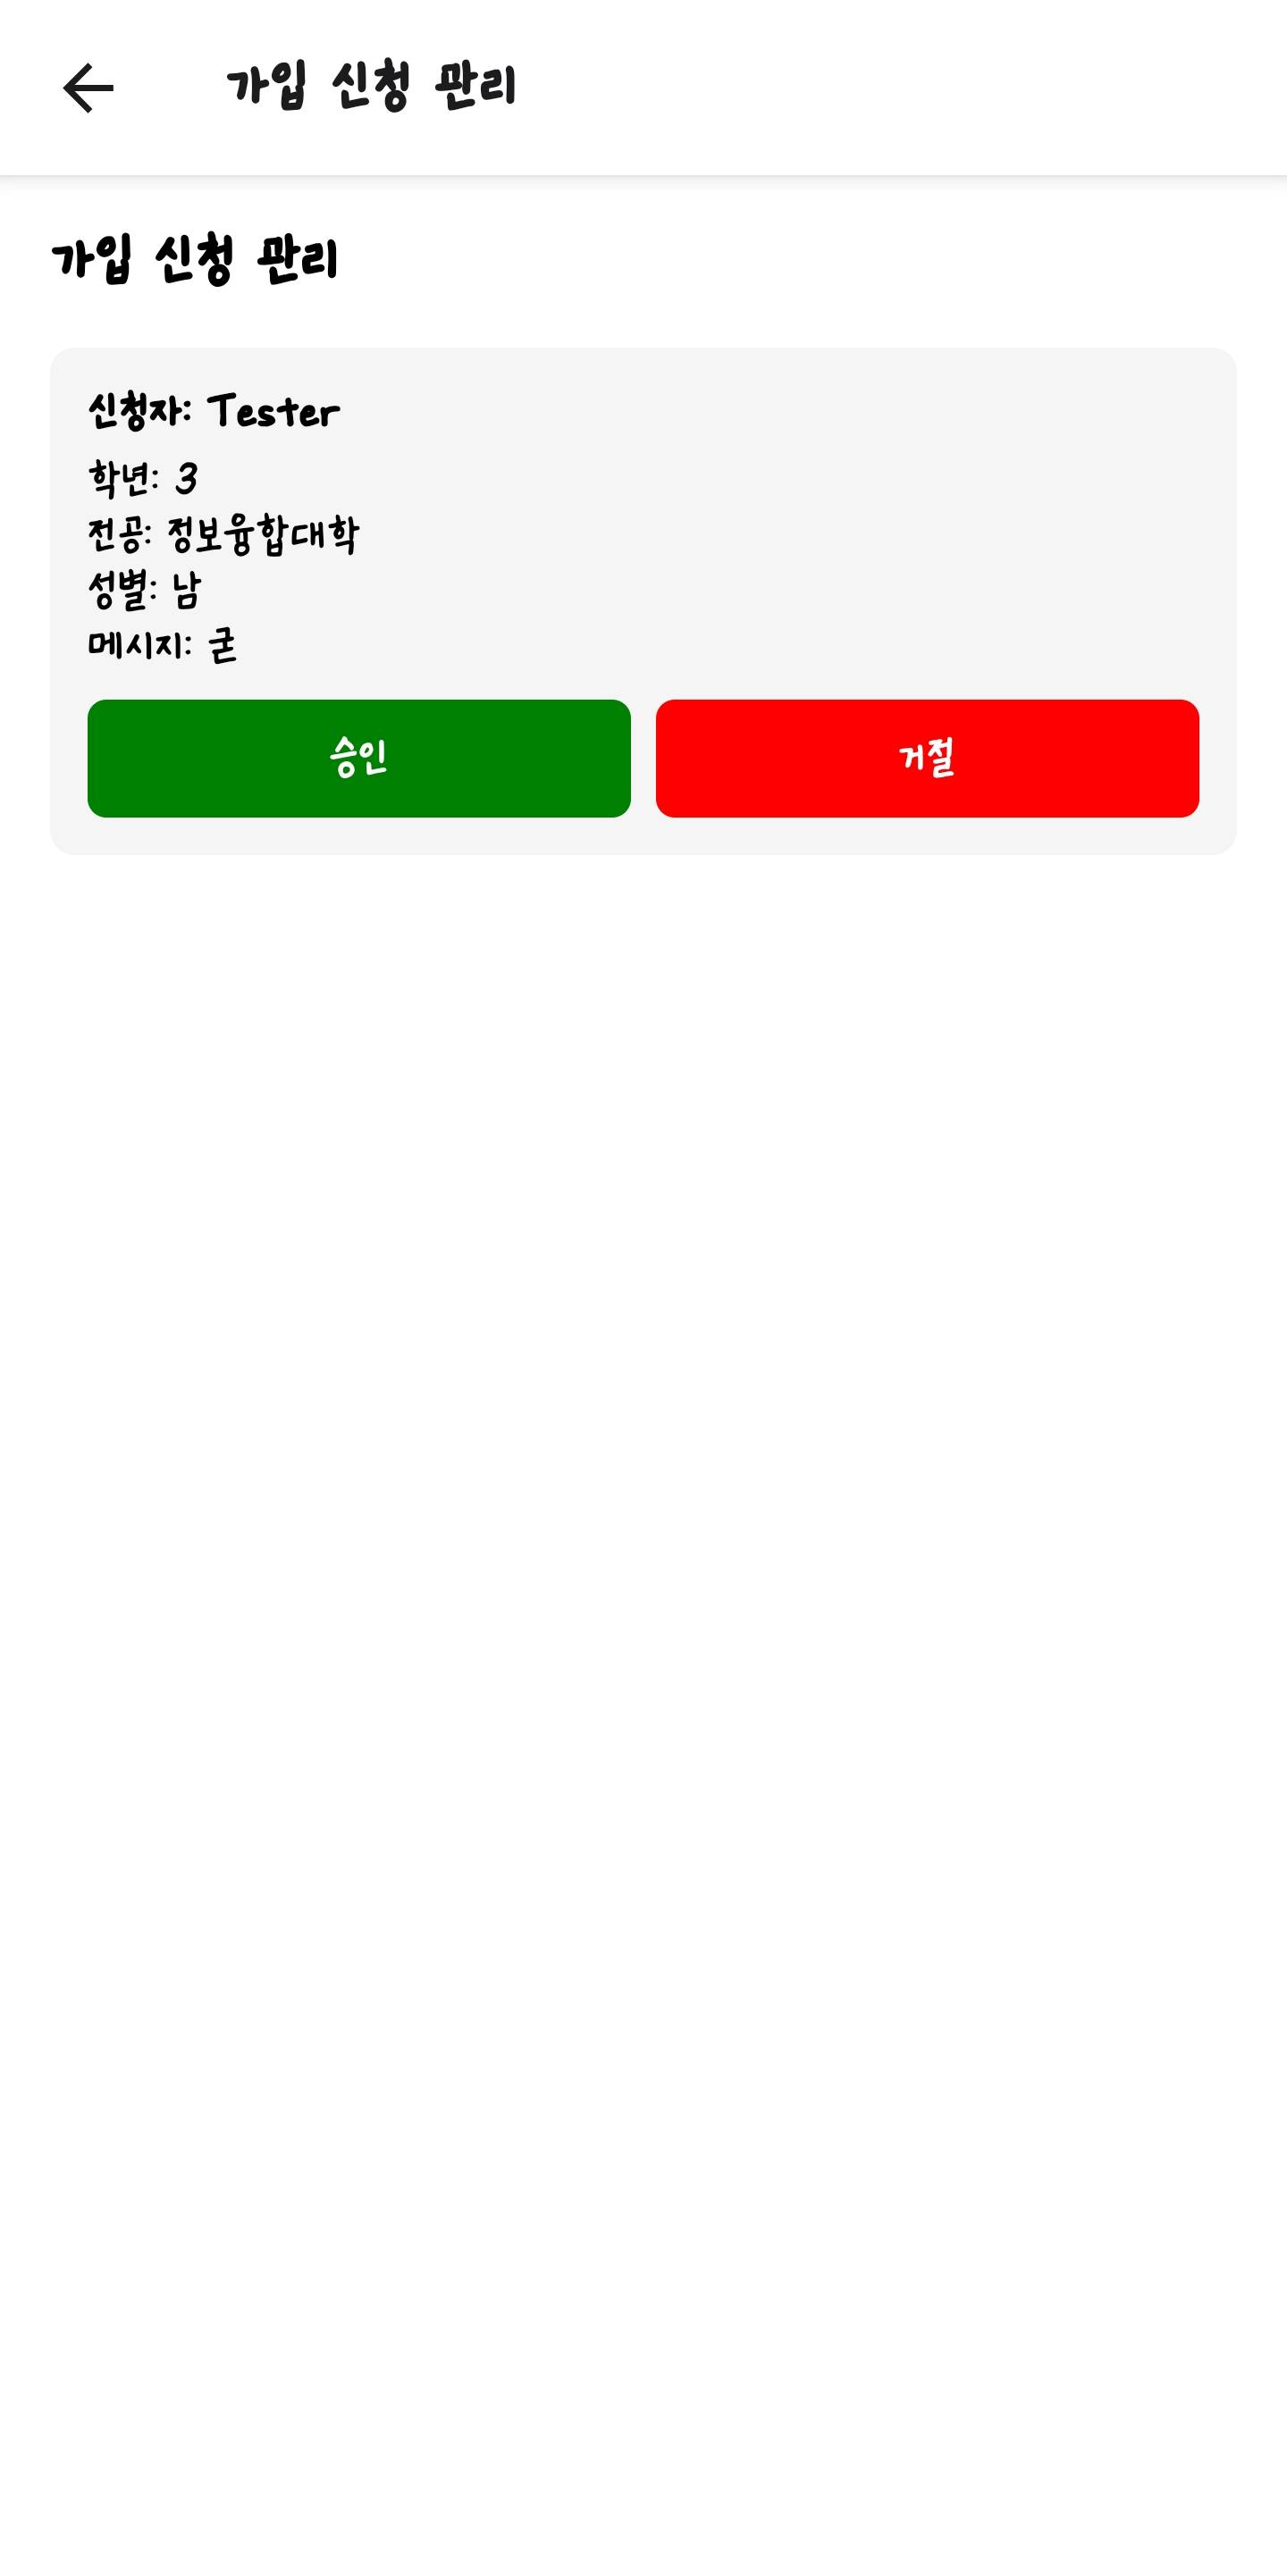 가입 신청 관리
가입 신청 관리
신청자: Tester
학년: 3
전공: 정보융합대학
성별: 남
메시지: 굳
승인
거절